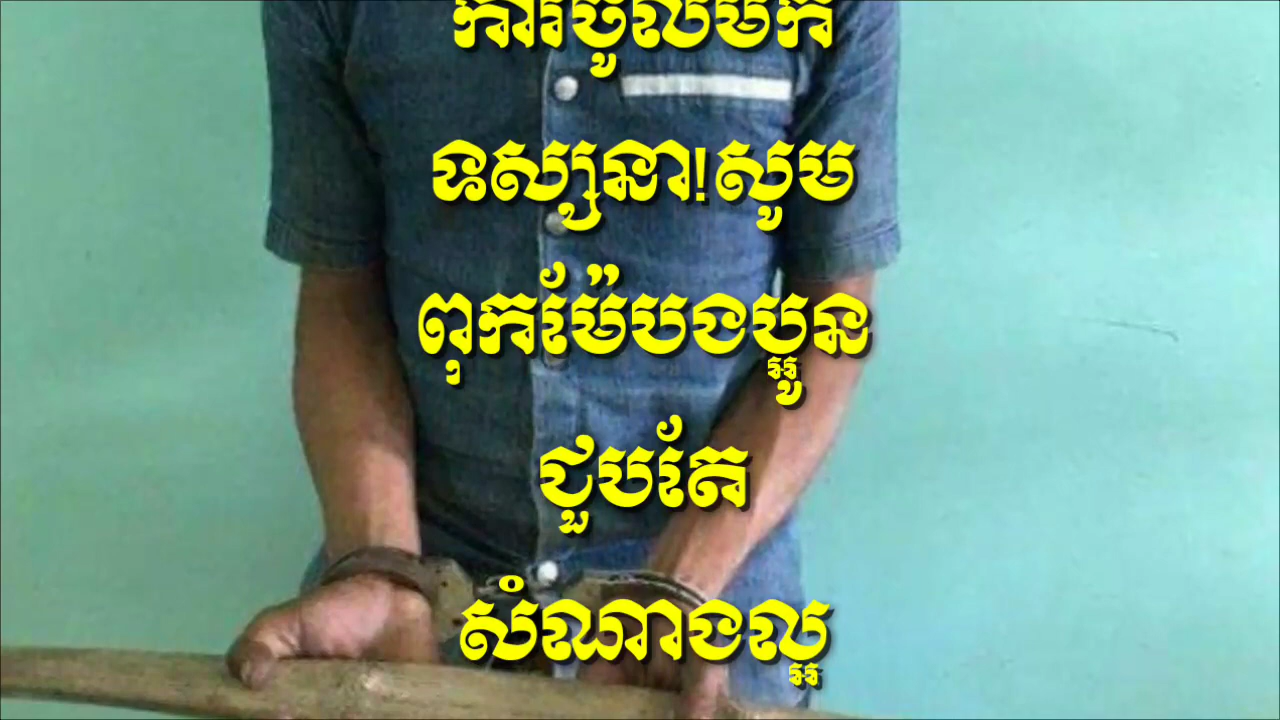 ការចូលមក
ទស្សនា!សូម
ពុកម៉ែបងប្អូន
ជួបតែ
សំណាងល្អ